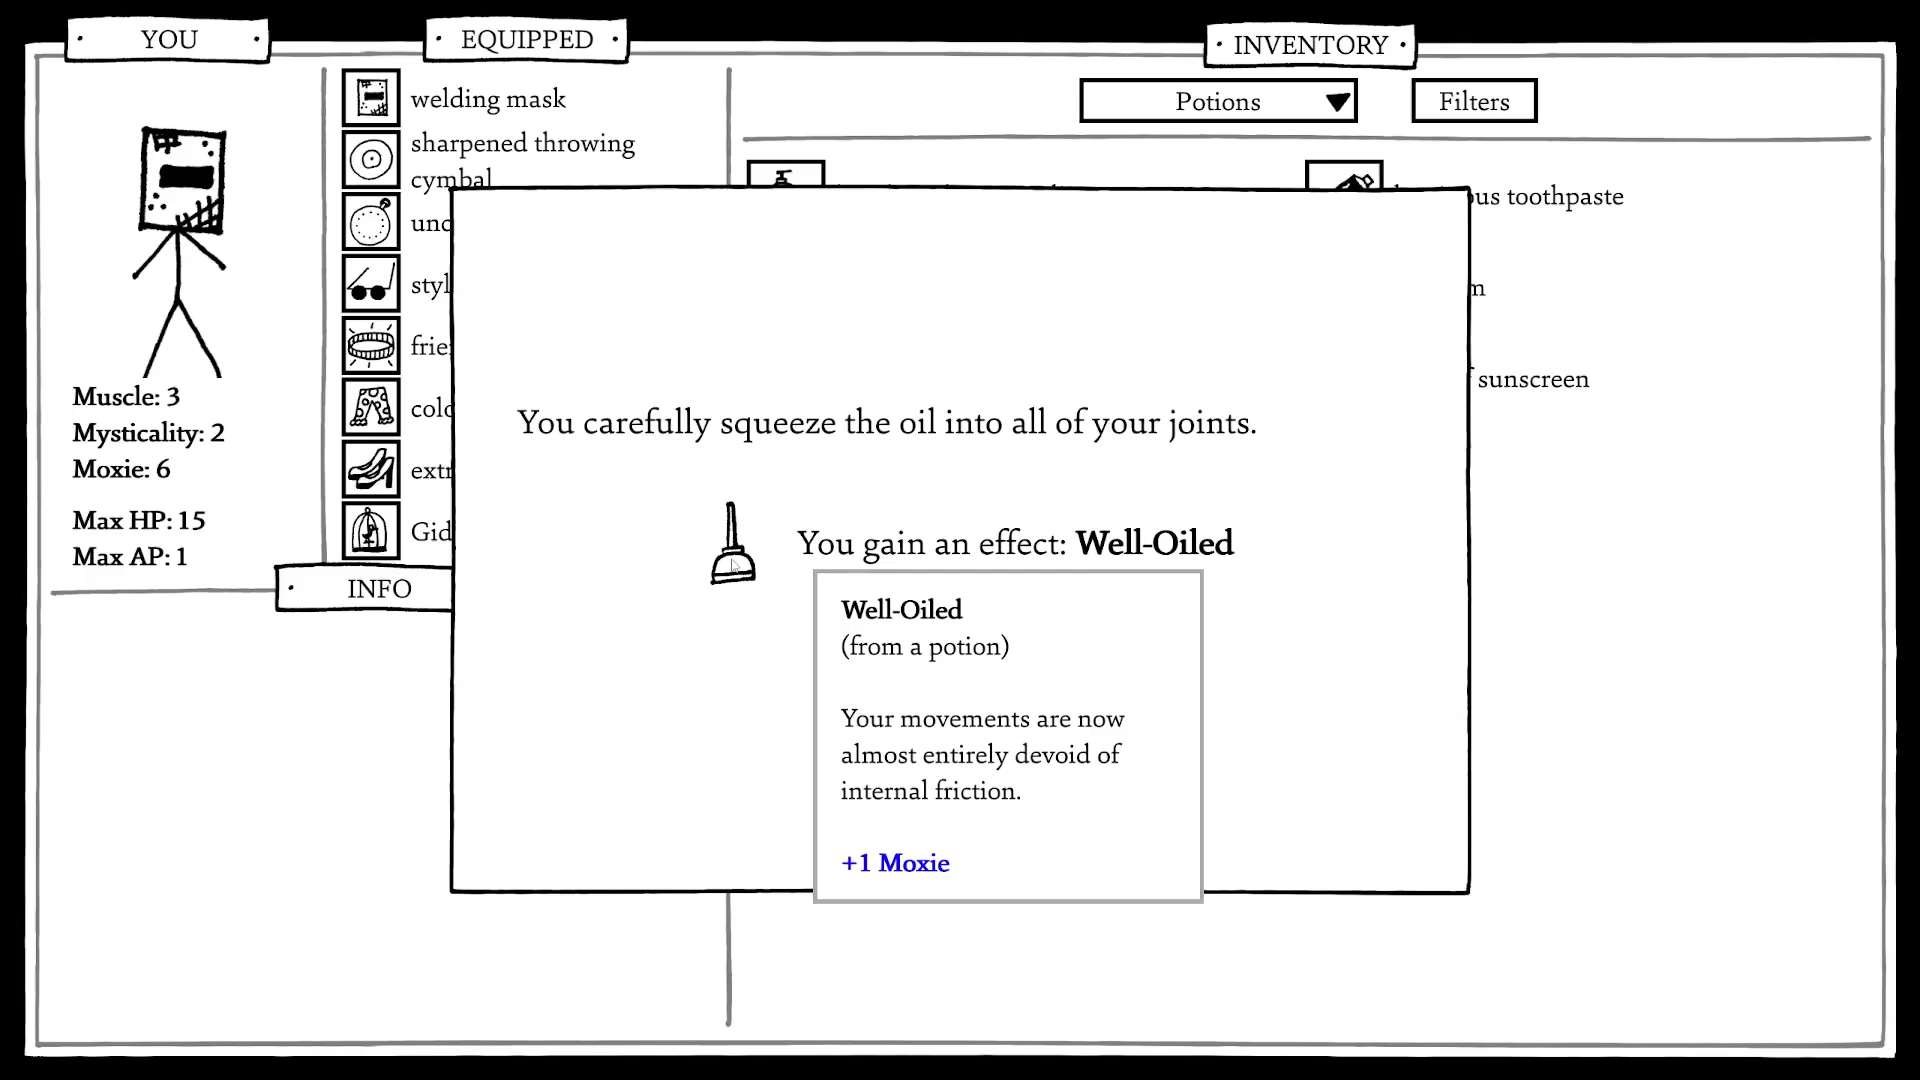 YOU
EQUIPPED
INVENTORY
welding mask
sharpened throwing
cymbal
Potions
Filters
toothpaste
sunscreen
Muscle: 3
Mysticality: 2
Moxie: 6
Max HP: 15
Max AP: 1
INFO
You carefully squeeze the oil into all of your joints.
You gain an effect: Well-Oiled
Well-Oiled
(from a potion)
Your movements are now
almost entirely devoid of
internal friction.
+1 Moxie